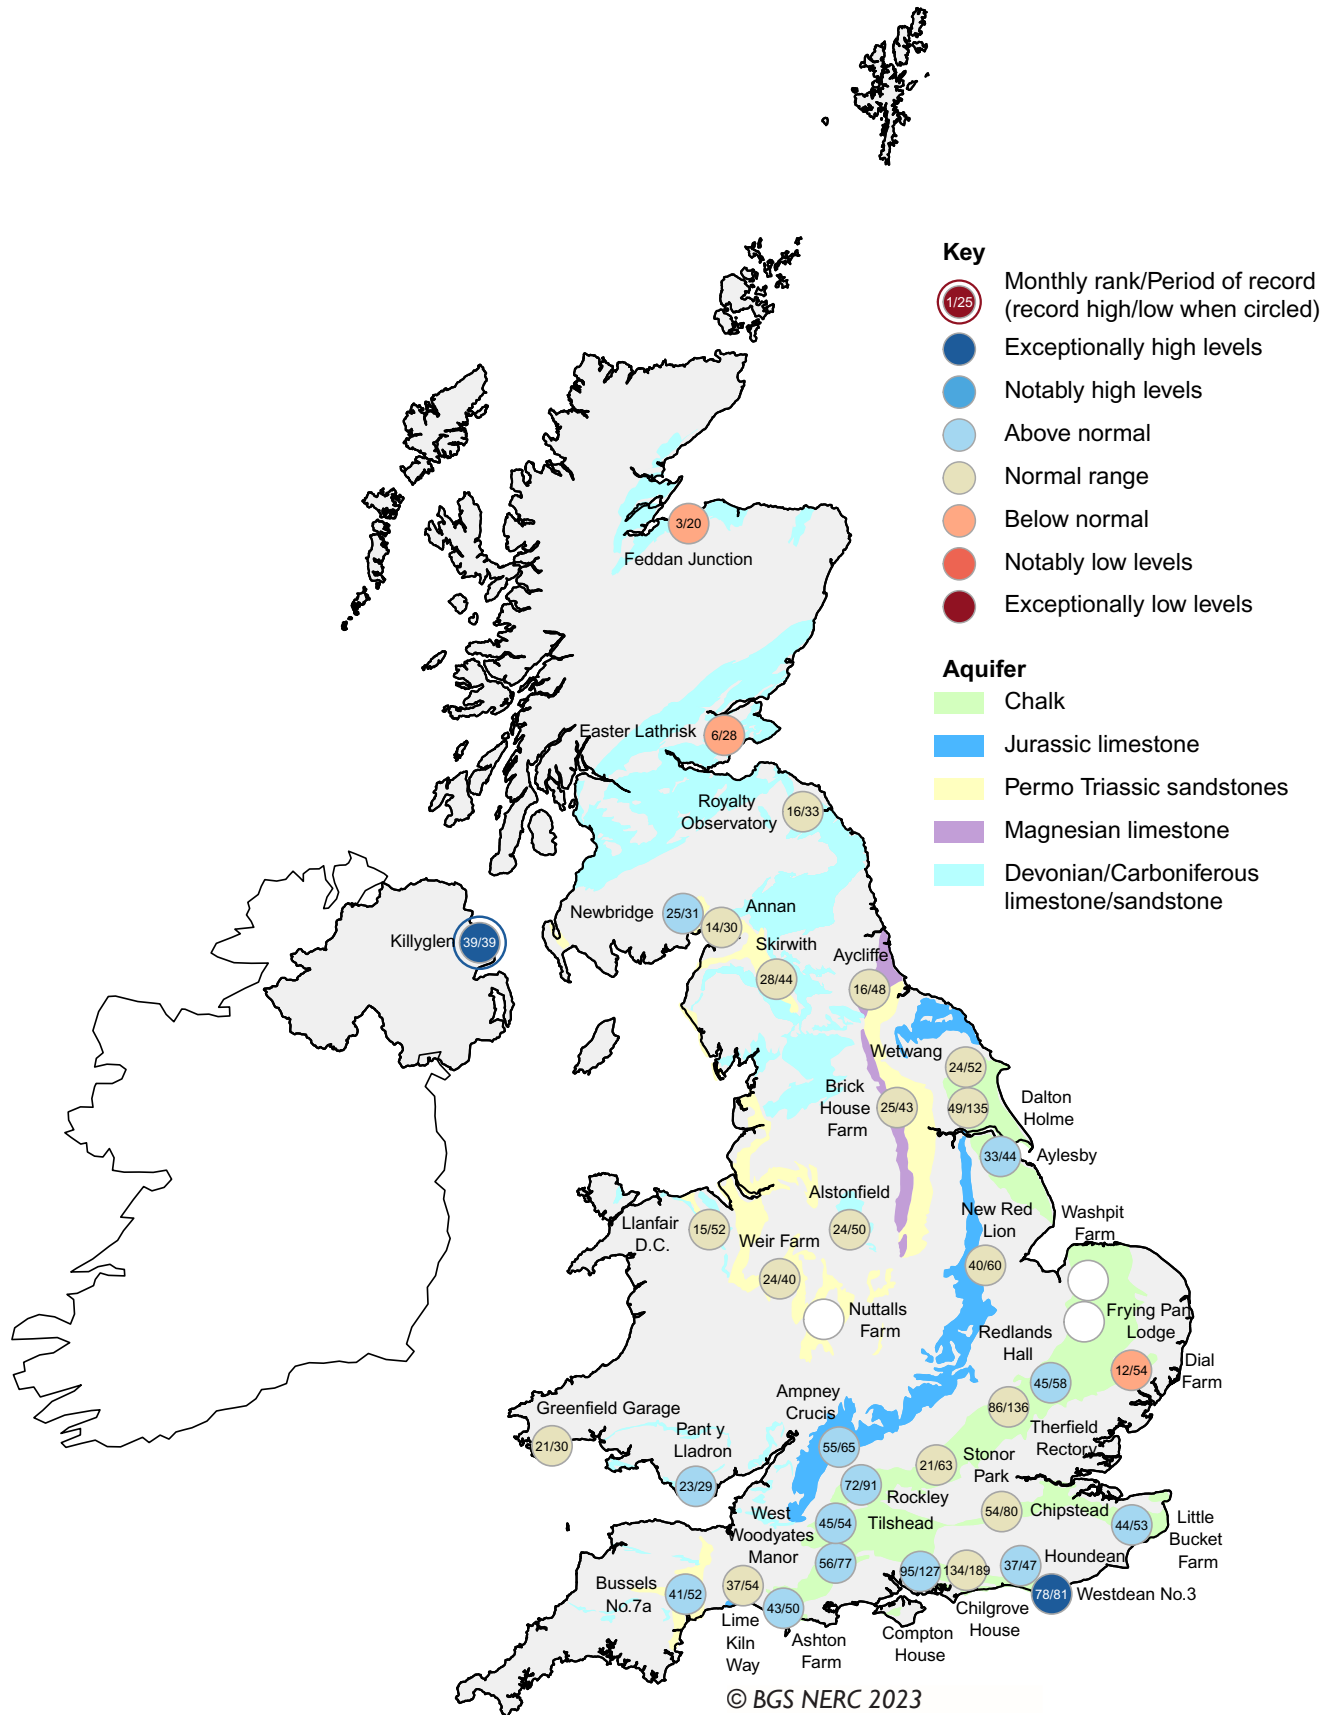 Key
1/25
Monthly rank/Period of record
(record high/low when circled)
Exceptionally high levels
Notably high levels
Above normal
Normal range
Below normal
Notably low levels
Exceptionally low levels
Aquifer
Chalk
Jurassic limestone
Permo Triassic sandstones
Magnesian limestone
Devonian/Carboniferous
limestone/sandstone
3/20
Feddan Junction
Easter Lathrisk
6/28
Royalty
Observatory
16/33
Newbridge
25/31
Annan
14/30
Killyglen
39/39
Skirwith
28/44
Aycliffe
16/48
Wetwang
24/52
Brick
House
Farm
25/43
49/135
Dalton
Holme
33/44
Aylesby
Llanfair
D.C.
15/52
Alstonfield
24/50
Weir Farm
24/40
New Red
Lion
40/60
Washpit
Farm
Nuttalls
Farm
Frying Pan
Lodge
Redlands
Hall
45/58
12/54
Dial
Farm
Ampney
Crucis
55/65
86/136
Therfield
Rectory
Greenfield Garage
21/30
Pant y
Lladron
23/29
21/63
Stonor
Park
72/91
Rockley
West
Woodyates
Manor
45/54
Tilshead
56/77
54/80
Chipstead
44/53
Little
Bucket
Farm
Bussels
No.7a
41/52
37/54
Lime
Kiln
Way
43/50
Ashton
Farm
95/127
Compton
House
134/189
Chilgrove
House
37/47
Houndean
78/81
Westdean No.3
© BGS NERC 2023